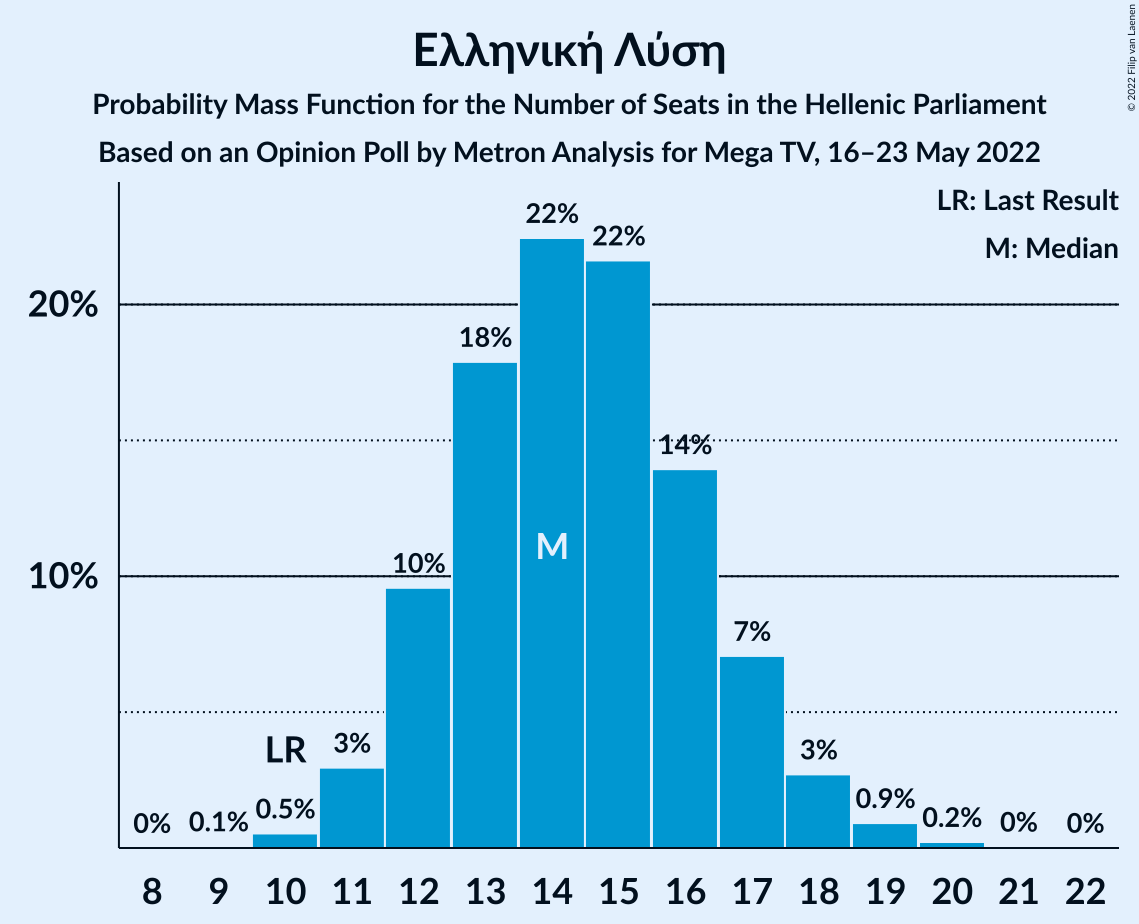 Ελληνική Λύση
Probability Mass Function for the Number of Seats in the Hellenic Parliament
Based on an Opinion Poll by Metron Analysis for Mega TV, 16–23 May 2022
© 2022 Filip van Laenen
LR: Last Result
M: Median
20%
10%
0%
0.1%
0.5%
3%
10%
18%
22%
22%
14%
7%
3%
0.9%
0.2%
0%
0%
LR
M
8 9 10 11 12 13 14 15 16 17 18 19 20 21 22